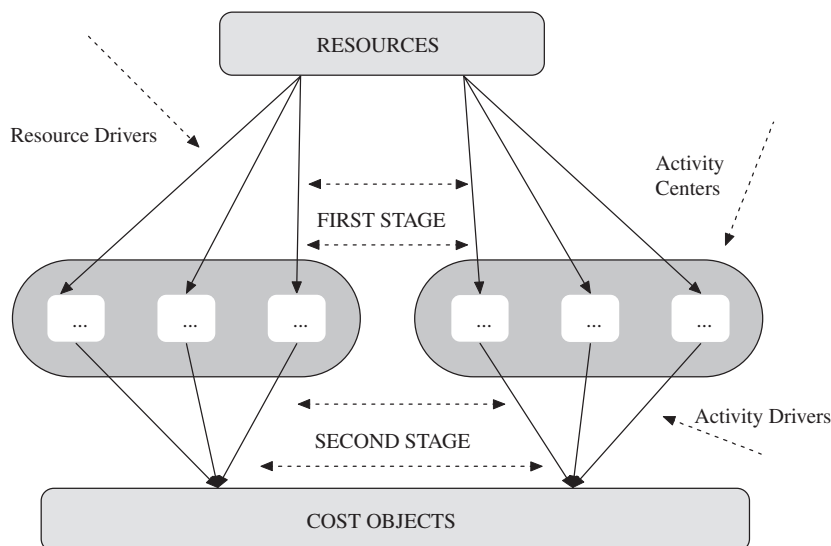 RESOURCES
Resource Drivers
Activity
Centers
FIRST STAGE
... ... ... ... ... ...
Activity Drivers
SECOND STAGE
COST OBJECTS